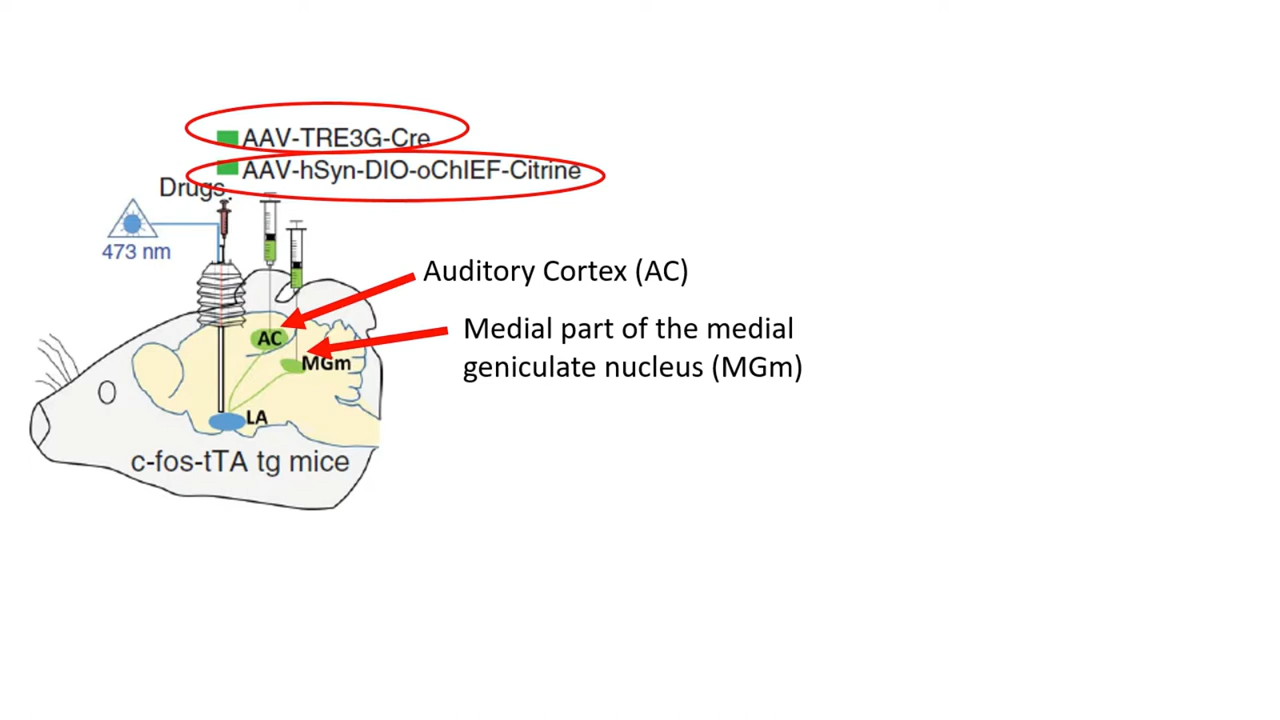 AAV-TRE3G-Cre
AAV-hSyn-DIO-oChIEF-Citrine
Drugs
473 nm
Auditory Cortex (AC)
Medial part of the medial
geniculate nucleus (MGm)
AC
MGm
LA
c-fos-tTA tg mice